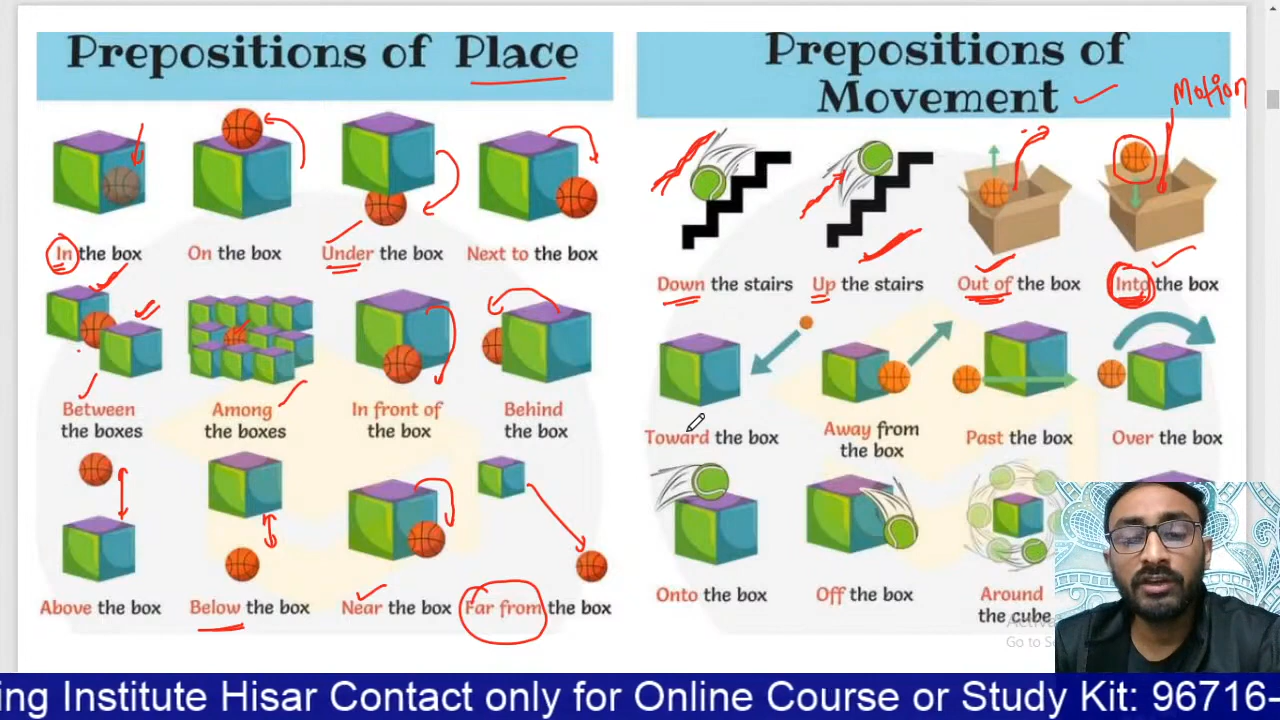 Prepositions of Place
In the box
On the box
Under the box
Next to the box
Between
the boxes
Among
the boxes
In front of
the box
Behind
the box
Above the box
Below the box
Near the box
Far from the box
Prepositions of
Movement
Motion
Down the stairs
Up the stairs
Out of the box
Into the box
Toward the box
Away from
the box
Past the box
Over the box
Onto the box
Off the box
Around
the cube
Go to Se
ing Institute Hisar Contact only for Online Course or Study Kit: 96716-